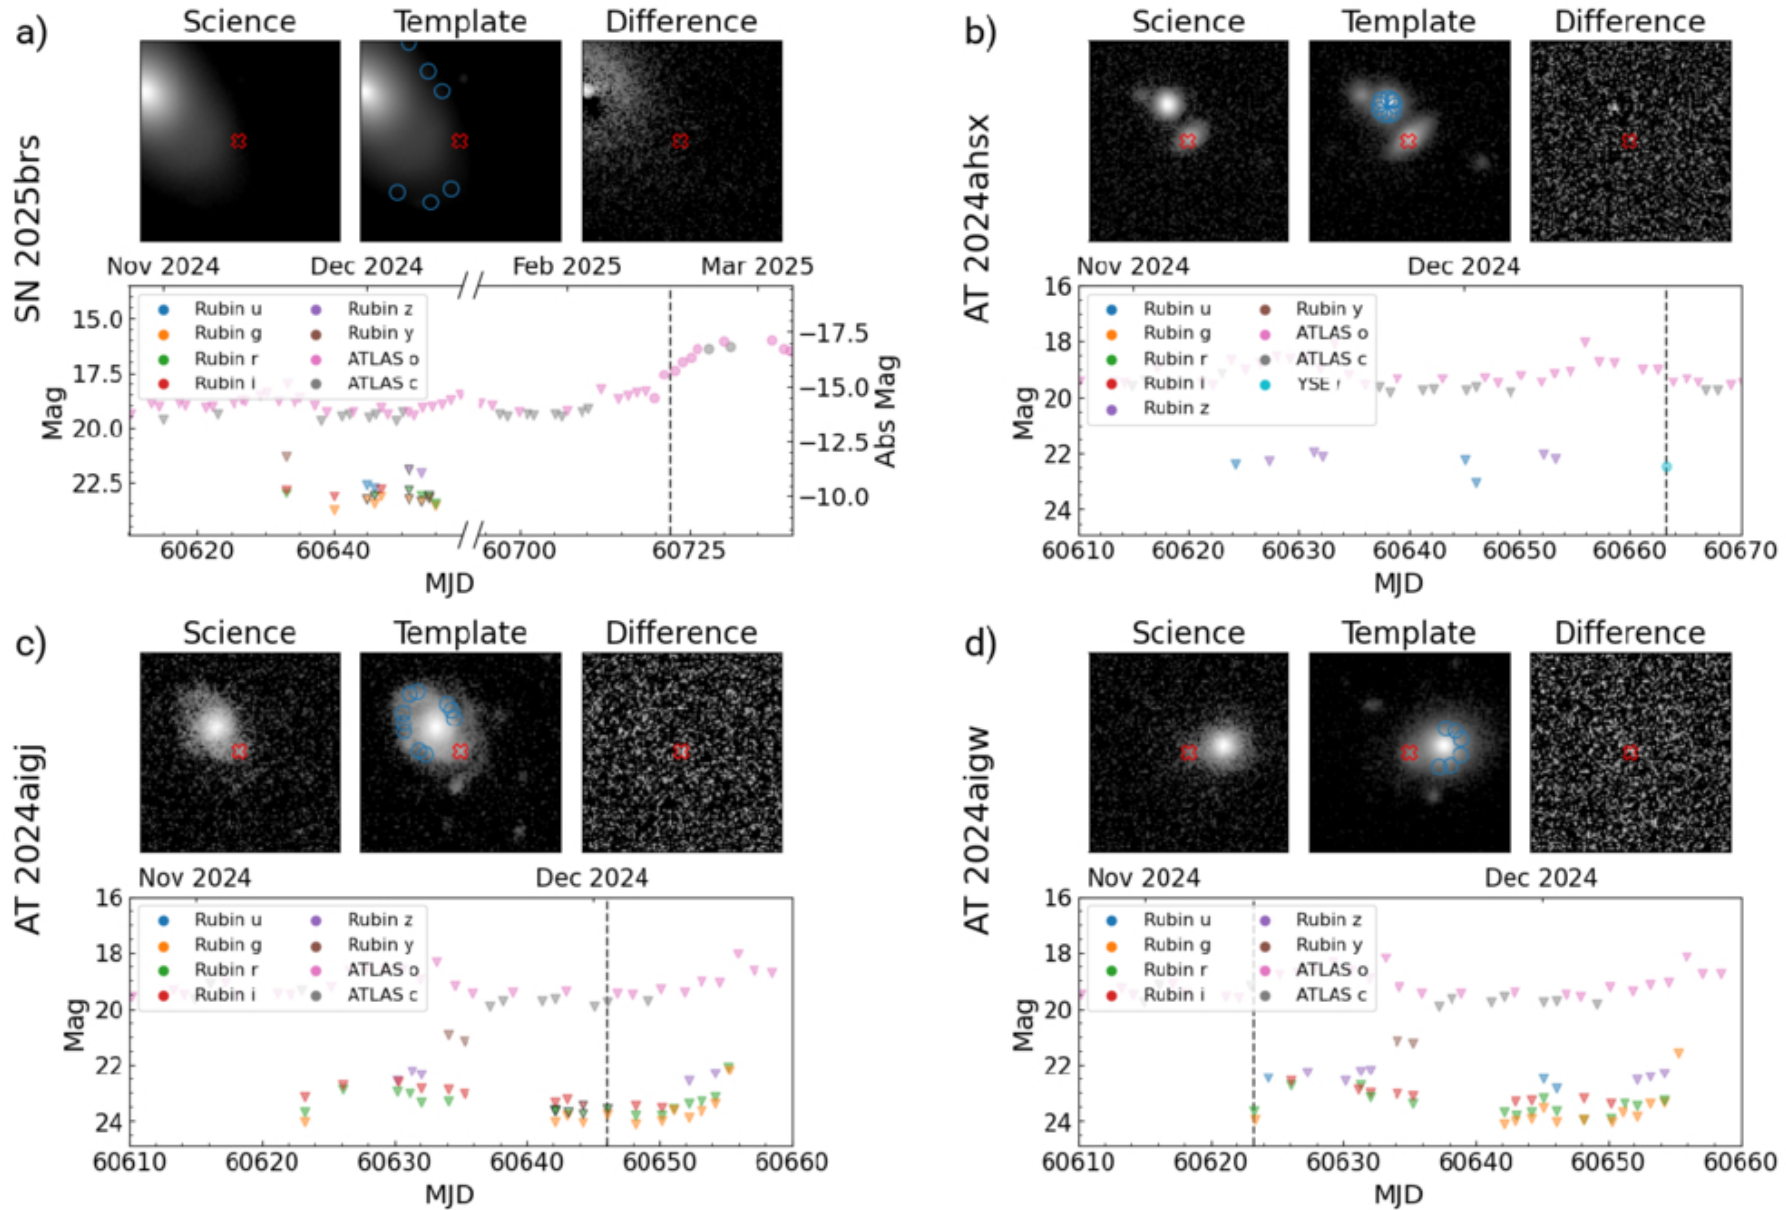 a)
SN 2025brs
Science Template Difference
Nov 2024 Dec 2024 Feb 2025 Mar 2025
Rubin u Rubin z
Rubin g Rubin y
Rubin r ATLAS o
Rubin i ATLAS c
Mag
15.0
17.5
20.0
22.5
Abs Mag
−17.5
−15.0
−12.5
−10.0
60620 60640 60700 60725
MJD
b)
AT 2024ahsx
Science Template Difference
Nov 2024 Dec 2024
Rubin u Rubin y
Rubin g ATLAS o
Rubin r ATLAS c
Rubin i YSE r
Rubin z
Mag
16
18
20
22
24
60610 60620 60630 60640 60650 60660 60670
MJD
c)
AT 2024aigj
Science Template Difference
Nov 2024 Dec 2024
Rubin u Rubin z
Rubin g Rubin y
Rubin r ATLAS o
Rubin i ATLAS c
Mag
16
18
20
22
24
60610 60620 60630 60640 60650 60660
MJD
d)
AT 2024aigw
Science Template Difference
Nov 2024 Dec 2024
Rubin u Rubin z
Rubin g Rubin y
Rubin r ATLAS o
Rubin i ATLAS c
Mag
16
18
20
22
24
60610 60620 60630 60640 60650 60660
MJD